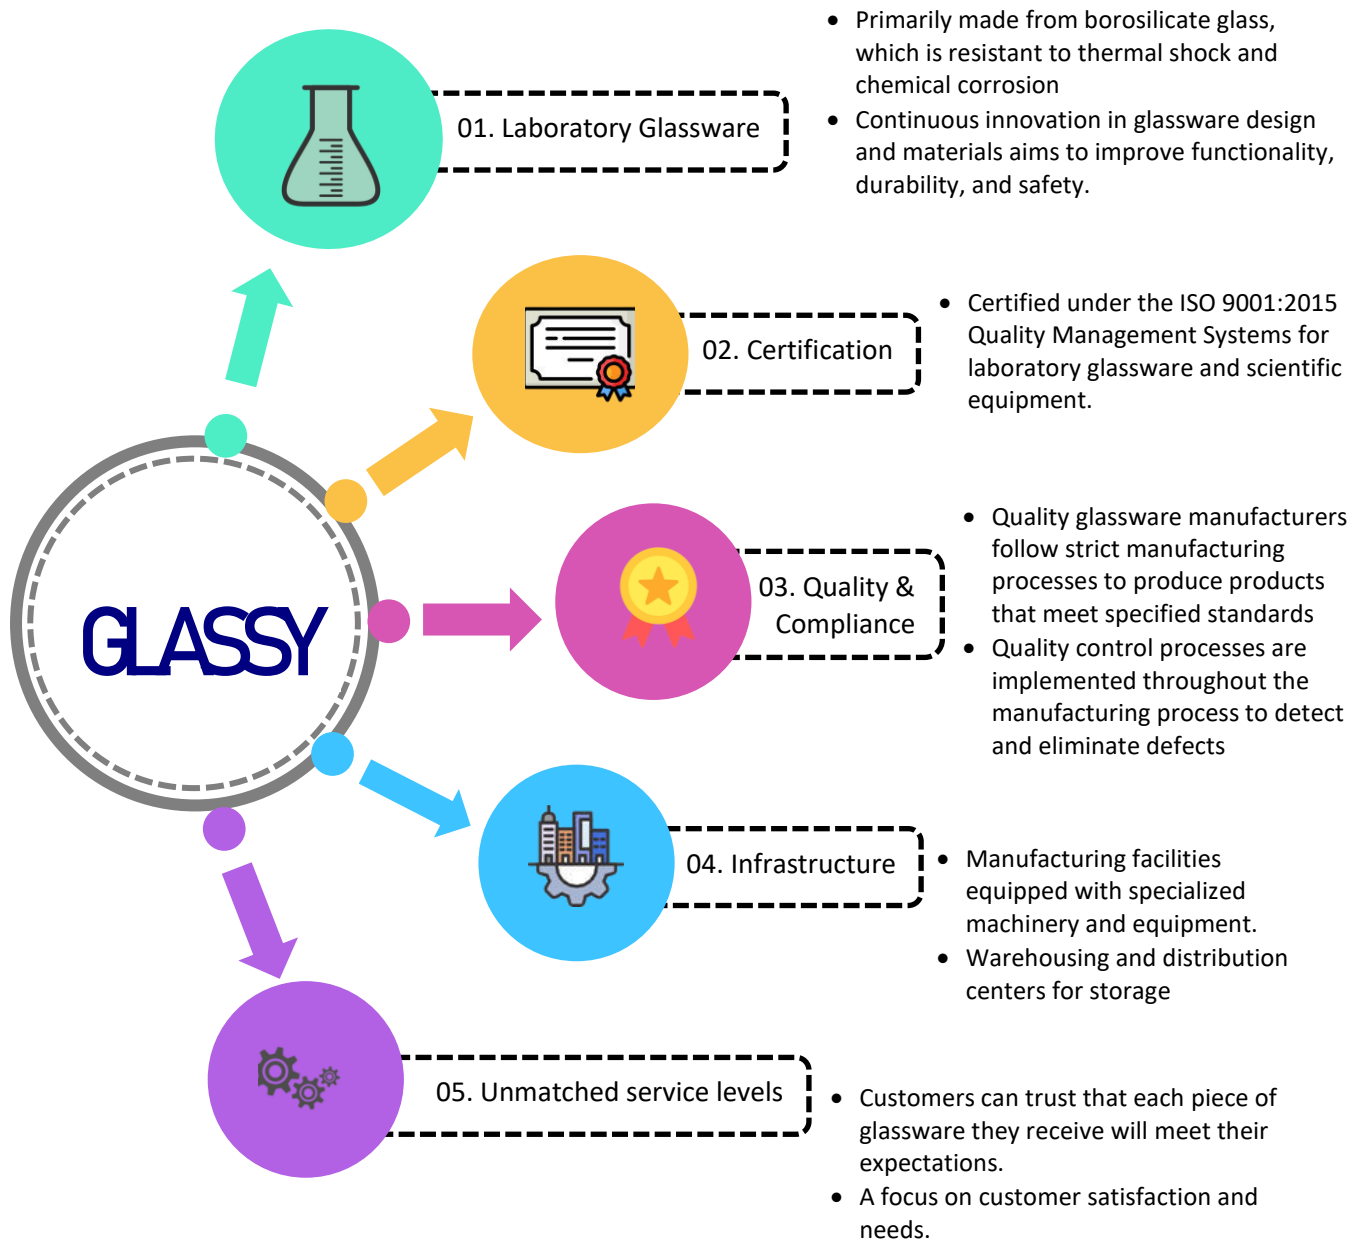 GLASSY
01. Laboratory Glassware
• Primarily made from borosilicate glass,
which is resistant to thermal shock and
chemical corrosion
• Continuous innovation in glassware design
and materials aims to improve functionality,
durability, and safety.
02. Certification
• Certified under the ISO 9001:2015
Quality Management Systems for
laboratory glassware and scientific
equipment.
03. Quality &
Compliance
• Quality glassware manufacturers
follow strict manufacturing
processes to produce products
that meet specified standards
• Quality control processes are
implemented throughout the
manufacturing process to detect
and eliminate defects
04. Infrastructure
• Manufacturing facilities
equipped with specialized
machinery and equipment.
• Warehousing and distribution
centers for storage
05. Unmatched service levels
• Customers can trust that each piece of
glassware they receive will meet their
expectations.
• A focus on customer satisfaction and
needs.